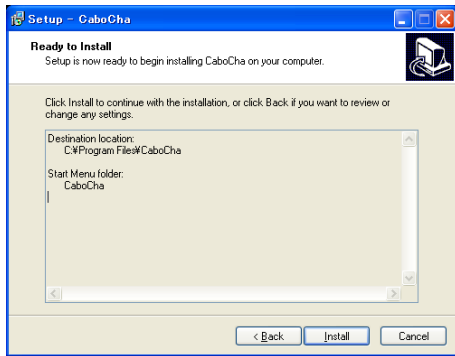 Setup - CaboCha
Ready to Install
Setup is now ready to begin installing CaboCha on your computer.
Click Install to continue with the installation, or click Back if you want to review or
change any settings.
Destination location:
C:¥Program Files¥CaboCha
Start Menu folder:
CaboCha
< Back
Install
Cancel